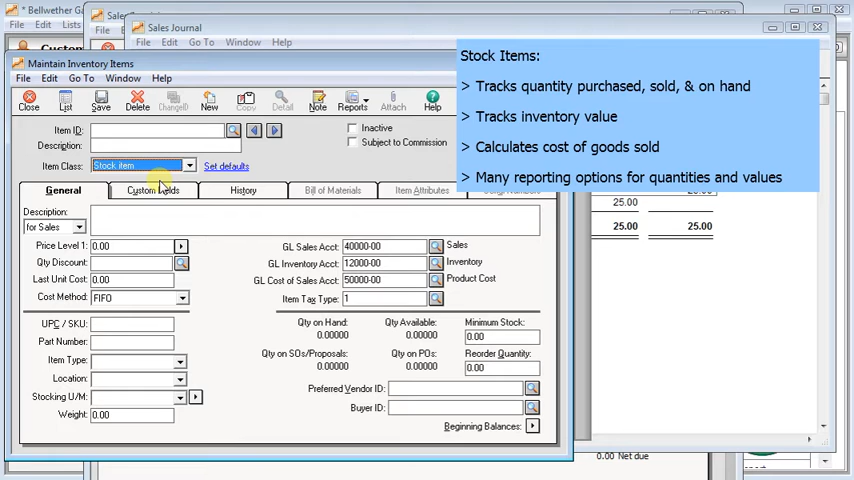 * Bellwether Ga
File Edit
Sales Journal
File Edit Go To Window Help
Maintain Inventory Items
File Edit Go To Window Help
Close List Save Delete ChangeID New Copy Detail Note Reports Attach Help
Stock Items:
> Tracks quantity purchased, sold, & on hand
> Tracks inventory value
> Calculates cost of goods sold
> Many reporting options for quantities and values
Item ID:
Inactive
Description:
Subject to Commission
Item Class: Stock item Set defaults
General Custom Fields History Bill of Materials Item Attributes
Description:
for Sales
Price Level 1: 0.00 GL Sales Acct: 40000-00 Sales
Qty Discount: GL Inventory Acct: 12000-00 Inventory
Last Unit Cost: 0.00 GL Cost of Sales Acct: 50000-00 Product Cost
Cost Method: FIFO Item Tax Type: 1
UPC / SKU: Qty on Hand: Qty Available: Minimum Stock:
0.00000 0.00000 0.00
Part Number:
Item Type: Qty on SOs/Proposals: Qty on POs: Reorder Quantity:
0.00000 0.00000 0.00
Location:
Stocking U/M: Preferred Vendor ID:
Weight: 0.00 Buyer ID:
Beginning Balances:
25.00
25.00 25.00
0.00 Net due